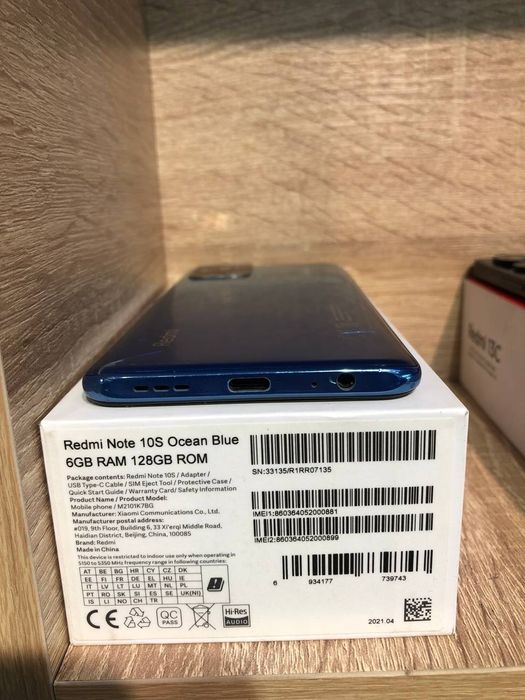 Redmi
Redmi 13C
Redmi Note 10S Ocean Blue
6GB RAM 128GB ROM
Package contents: Redmi Note 10S / Adapter /
USB Type-C Cable / SIM Eject Tool / Protective Case /
Quick Start Guide / Warranty Card/ Safety Information
Product Name / Product Model:
Mobile phone / M2101K7BG
Manufacturer: Xiaomi Communications Co., Ltd.
Manufacturer postal address:
#019, 9th Floor, Building 6, 33 Xi'erqi Middle Road,
Haidian District, Beijing, China, 100085
Brand: Redmi
Made in China
This device is restricted to indoor use only when operating in
5150 to 5350 MHz frequency range in following countries:
AT BE BG HR CY CZ DK
EE FI FR DE EL HU IE
IT LV LT LU MT NL PL
PT RO SK SI ES SE UK(NI)
IS LI NO CH TR
CE
QC
PASS
Hi-Res
AUDIO
SN:33135/R1RR07135
IMEI1:860364052000881
IMEI2:860364052000899
6 934177 739743
2021.04